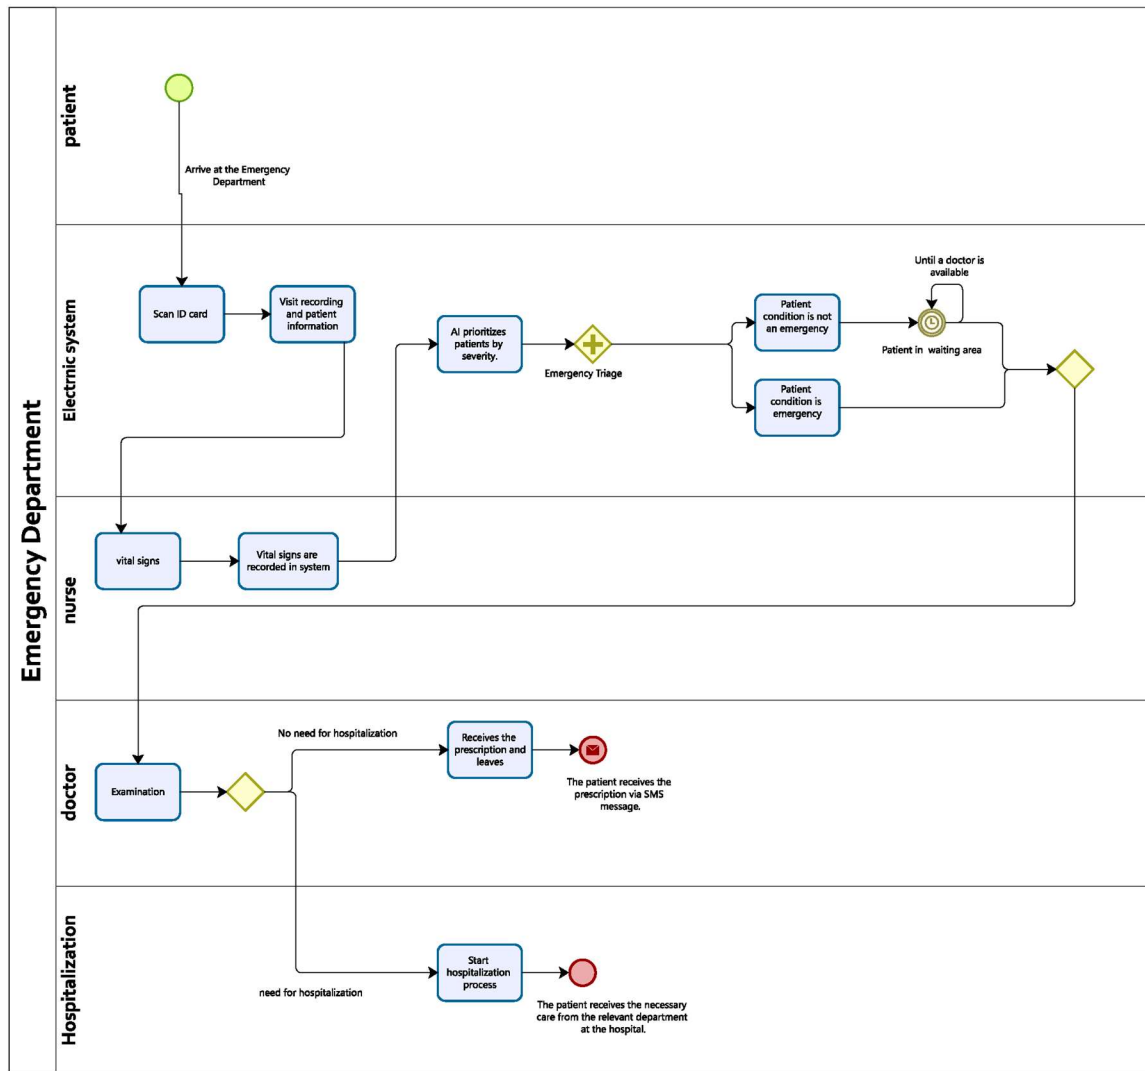 Emergency Department
patient
Arrive at the Emergency
Department
Electrnic system
Scan ID card
Visit recording
and patient
information
AI prioritizes
patients by
severity.
Emergency Triage
Patient
condition is not
an emergency
Until a doctor is
available
Patient in waiting area
Patient
condition is
emergency
nurse
vital signs
Vital signs are
recorded in system
doctor
Examination
No need for hospitalization
Receives the
prescription and
leaves
The patient receives the
prescription via SMS
message.
Hospitalization
need for hospitalization
Start
hospitalization
process
The patient receives the necessary
care from the relevant department
at the hospital.